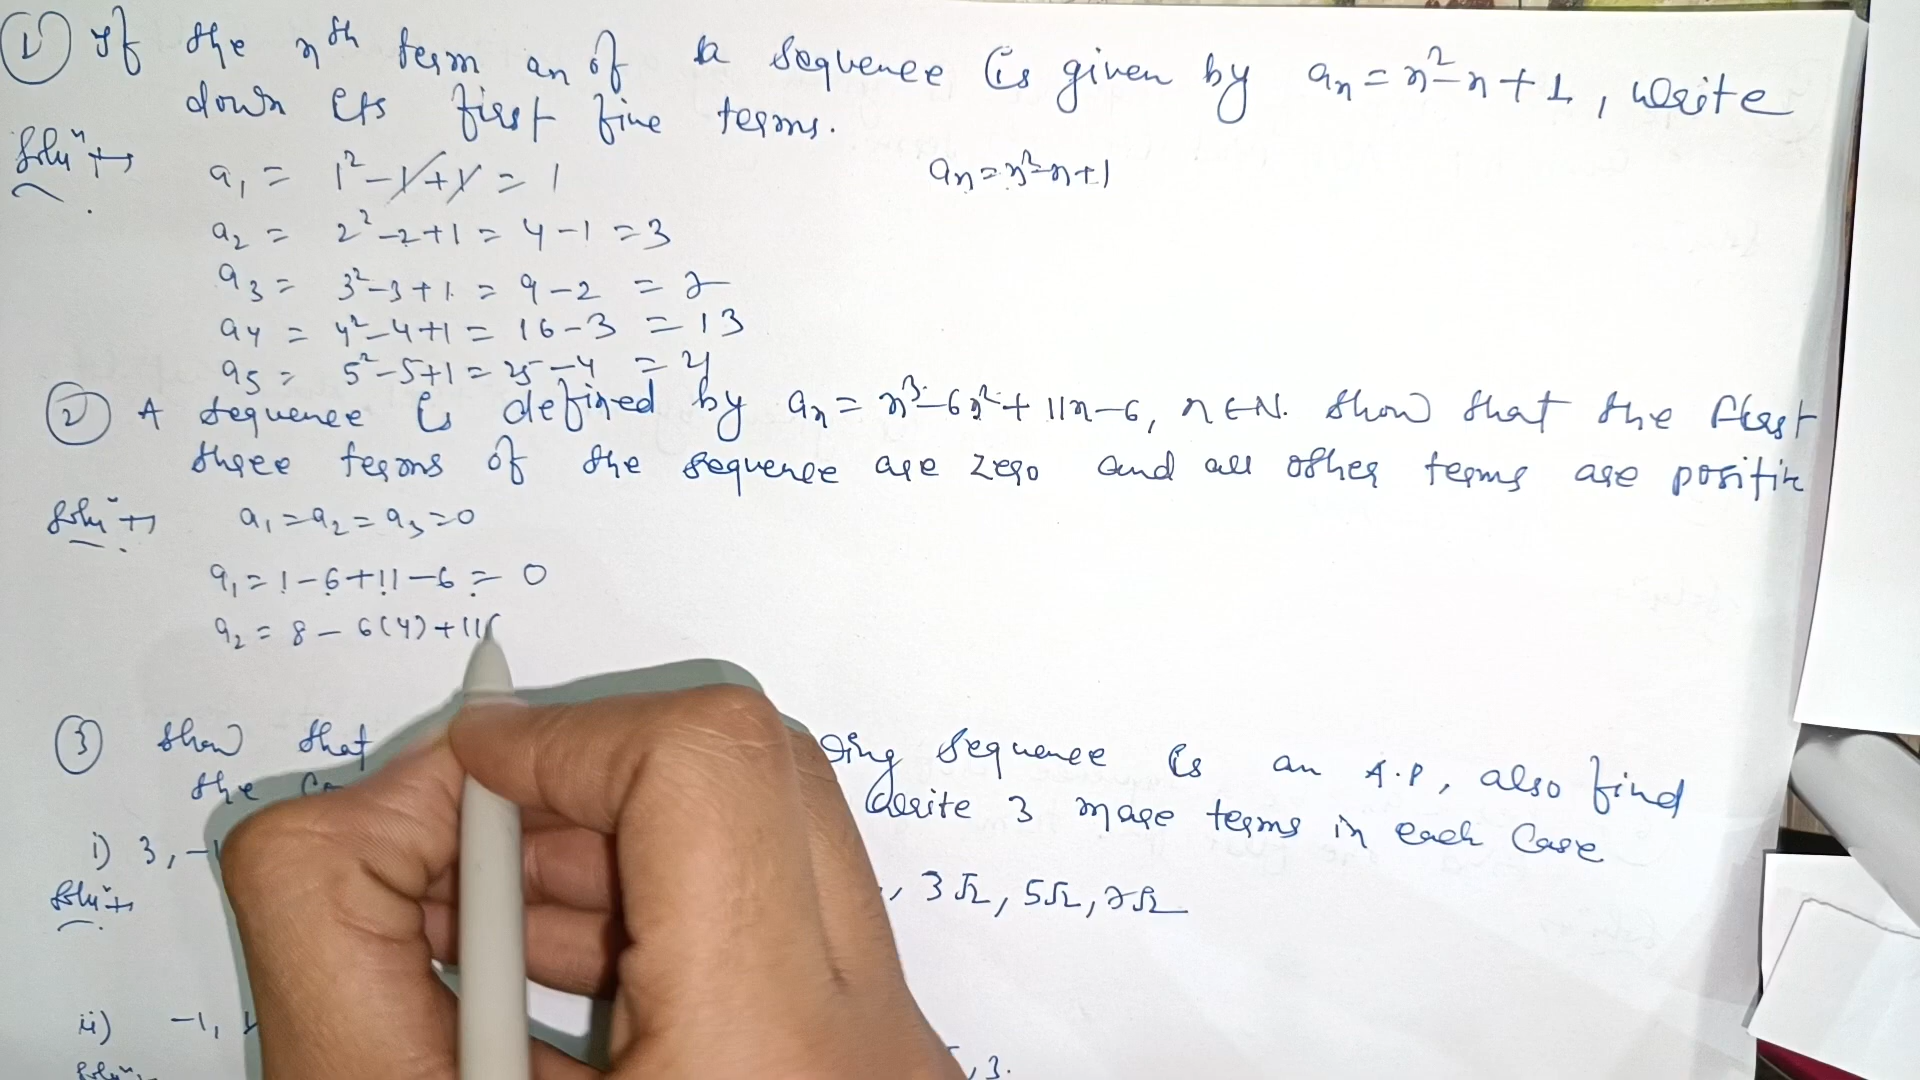 1) If the nth term an of a sequence is given by an = n²-n+1, write
down its first five terms.
Solun →
a1 = 1²-1+1 = 1
an = n²-n+1
a2 = 2²-2+1 = 4-1 = 3
a3 = 3²-3+1 = 9-2 = 7
a4 = 4²-4+1 = 16-3 = 13
a5 = 5²-5+1 = 25-4 = 21
2) A sequence is defined by an = n³-6n²+11n-6, n∈N. Show that the first
three terms of the sequence are zero and all other terms are positive
Solun →
a1 = a2 = a3 = 0
a1 = 1-6+11-6 = 0
a2 = 8 - 6(4)+11(
3) Show that sequence is an A.P, also find
the write 3 more terms in each case
i) 3, -1
, 3√2, 5√2, 7√2
Solun →
ii) -1, 1
, 3.
Solun